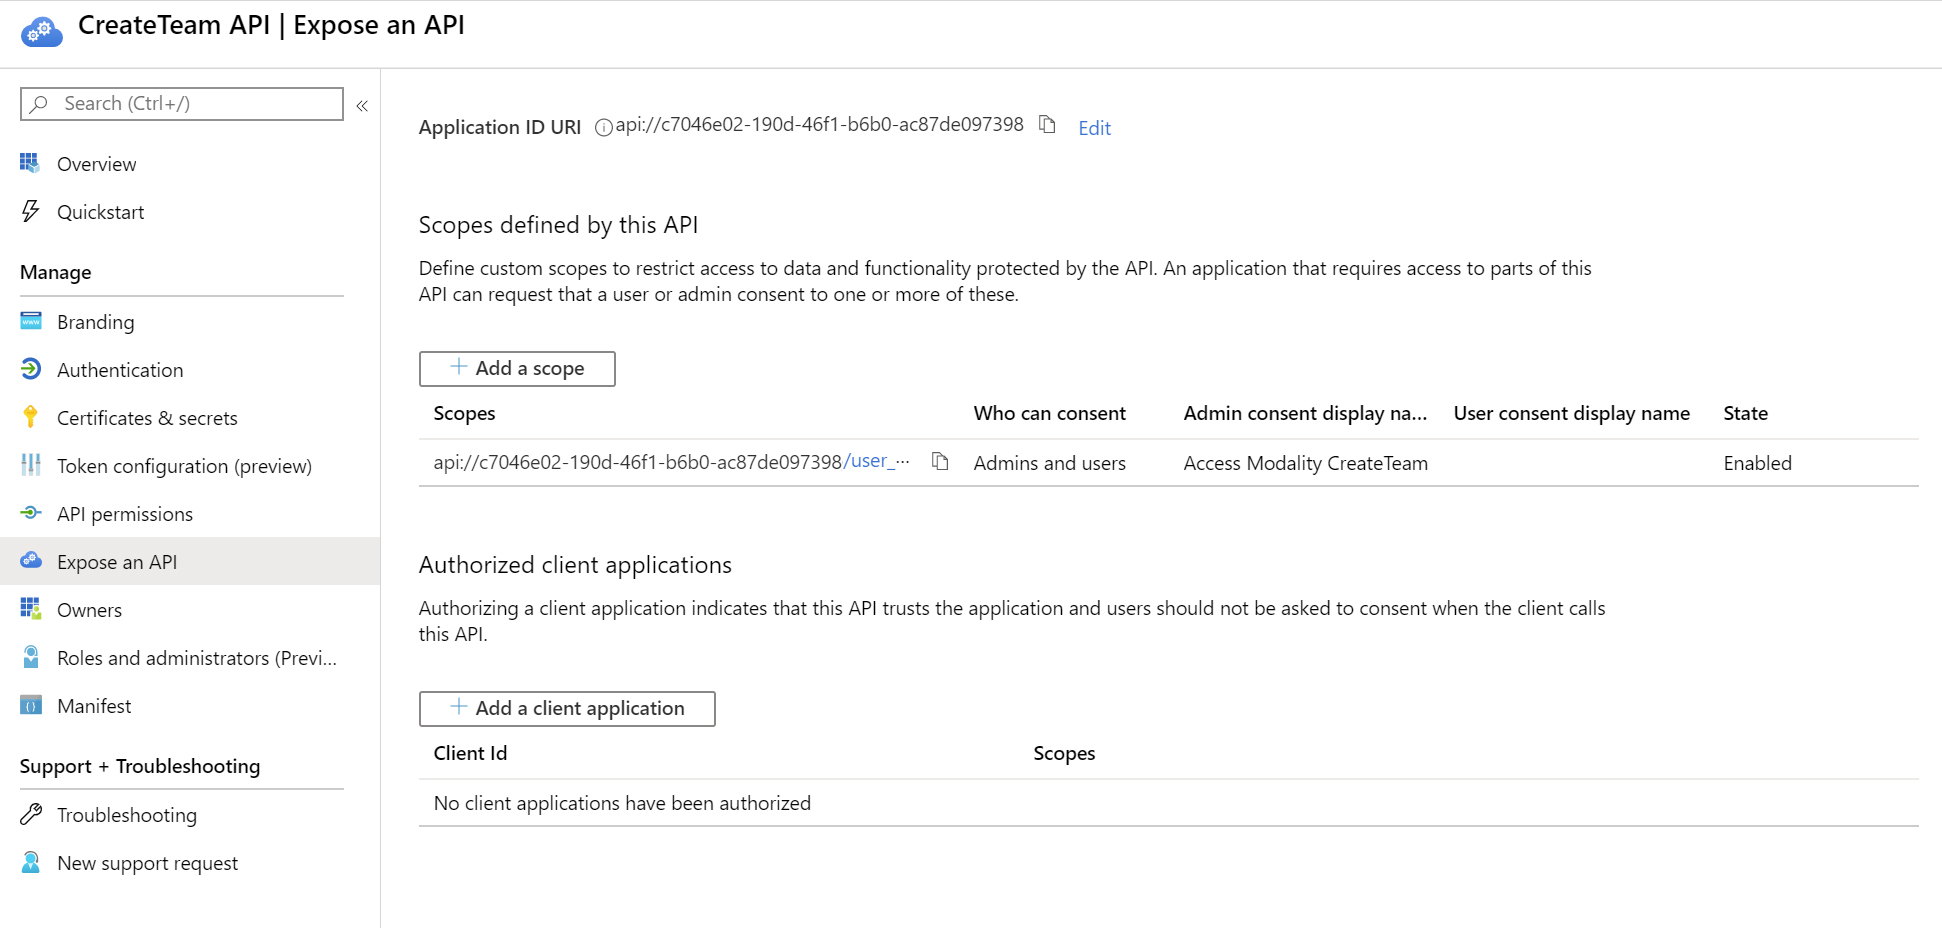 CreateTeam API | Expose an API
Search (Ctrl+/)
«
Overview
Quickstart
Manage
Branding
Authentication
Certificates & secrets
Token configuration (preview)
API permissions
Expose an API
Owners
Roles and administrators (Previ...
Manifest
Support + Troubleshooting
Troubleshooting
New support request
Application ID URI api://c7046e02-190d-46f1-b6b0-ac87de097398 Edit
Scopes defined by this API
Define custom scopes to restrict access to data and functionality protected by the API. An application that requires access to parts of this
API can request that a user or admin consent to one or more of these.
+ Add a scope
Scopes Who can consent Admin consent display na... User consent display name State
api://c7046e02-190d-46f1-b6b0-ac87de097398/user_... Admins and users Access Modality CreateTeam Enabled
Authorized client applications
Authorizing a client application indicates that this API trusts the application and users should not be asked to consent when the client calls
this API.
+ Add a client application
Client Id Scopes
No client applications have been authorized